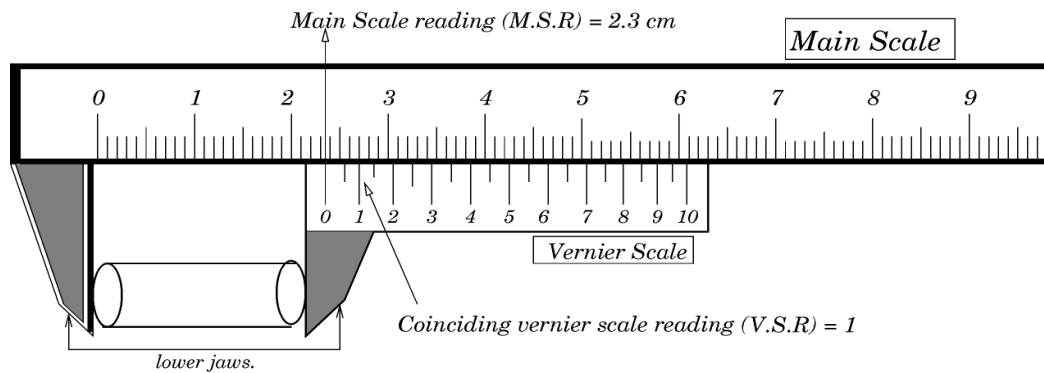 Main Scale reading (M.S.R) = 2.3 cm
Main Scale
0 1 2 3 4 5 6 7 8 9
0 1 2 3 4 5 6 7 8 9 10
Vernier Scale
Coinciding vernier scale reading (V.S.R) = 1
lower jaws.